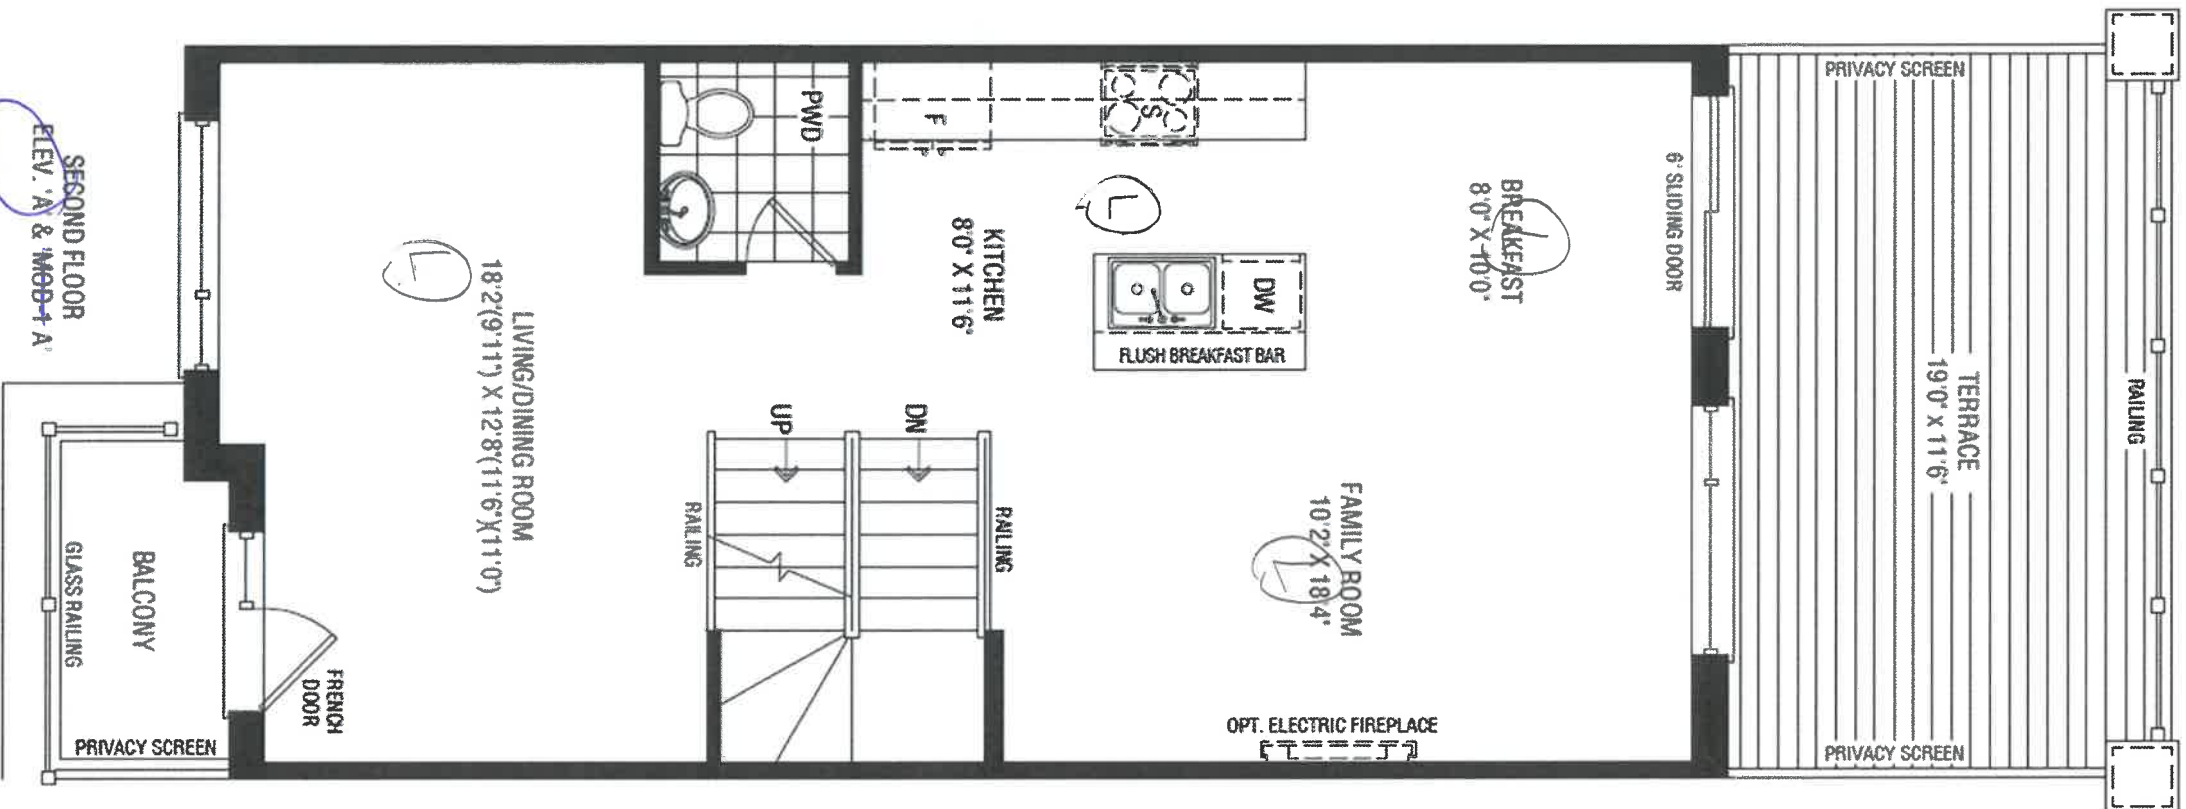 PRIVACY SCREEN
TERRACE
19'0" X 11'6"
RAILING
PRIVACY SCREEN
6' SLIDING DOOR
BREAKFAST
8'0" X 10'0"
L
FAMILY ROOM
10'2" X 18'4"
L
OPT. ELECTRIC FIREPLACE
S
F
DW
FLUSH BREAKFAST BAR
KITCHEN
8'0" X 11'6"
L
PWD
DN
UP
RAILING
RAILING
LIVING/DINING ROOM
18'2"(9'11") X 12'8"(11'6")(11'0")
L
FRENCH
DOOR
BALCONY
GLASS RAILING
PRIVACY SCREEN
SECOND FLOOR
ELEV. 'A' & 'MOD-1 A'